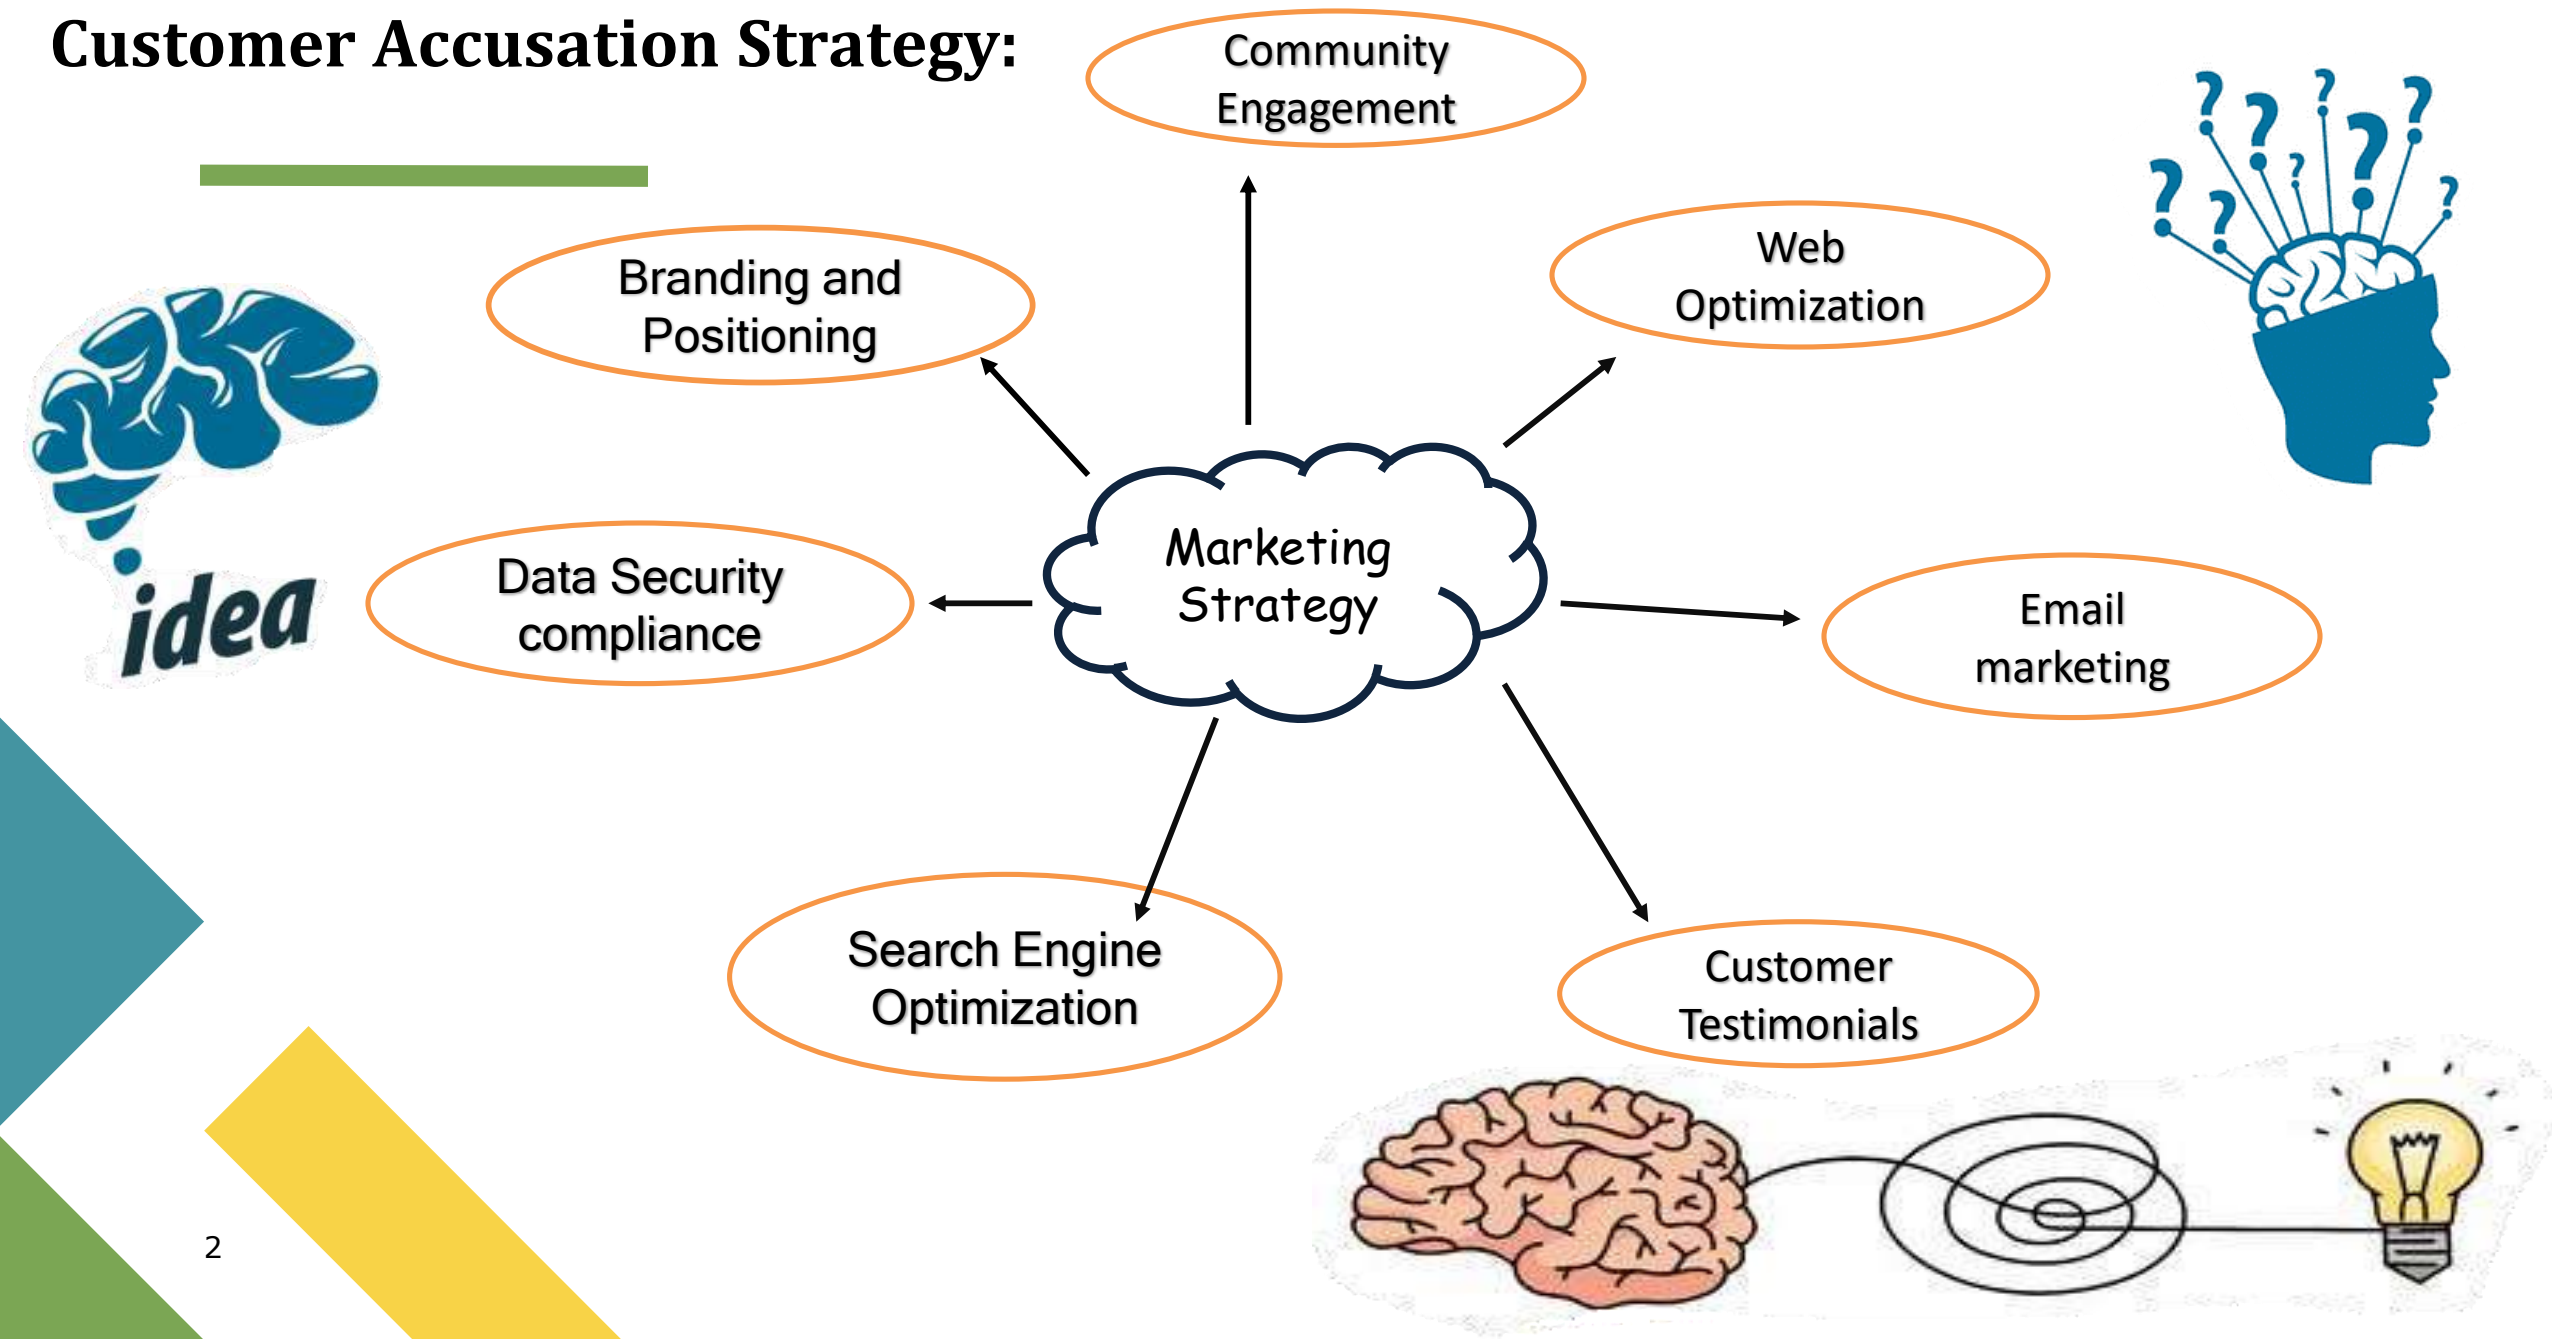 Customer Accusation Strategy:
Community
Engagement
Web
Optimization
Branding and
Positioning
Marketing
Strategy
Data Security
compliance
idea
Email
marketing
Search Engine
Optimization
Customer
Testimonials
2
? ? ? ? ? ? ? ? ?